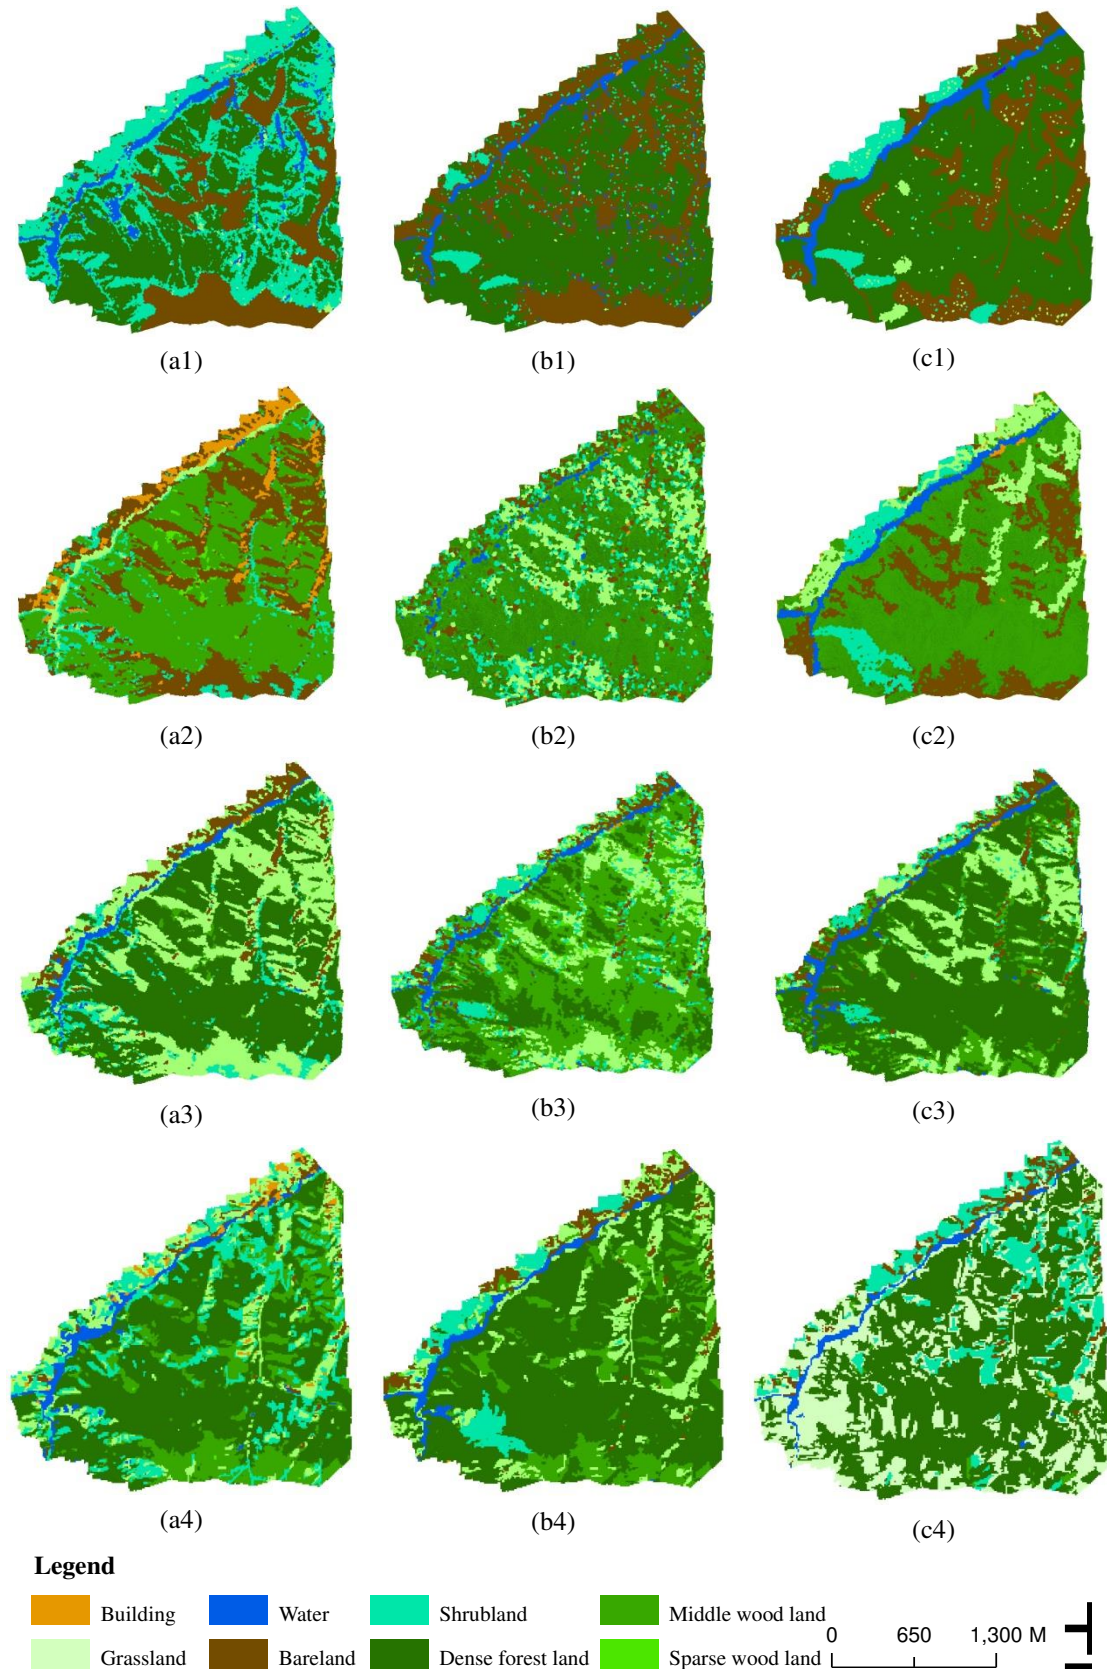 (a1) (b1) (c1)
(a2) (b2) (c2)
(a3) (b3) (c3)
(a4) (b4) (c4)
Legend
Building Water Shrubland Middle wood land
Grassland Bareland Dense forest land Sparse wood land
0 650 1,300 M